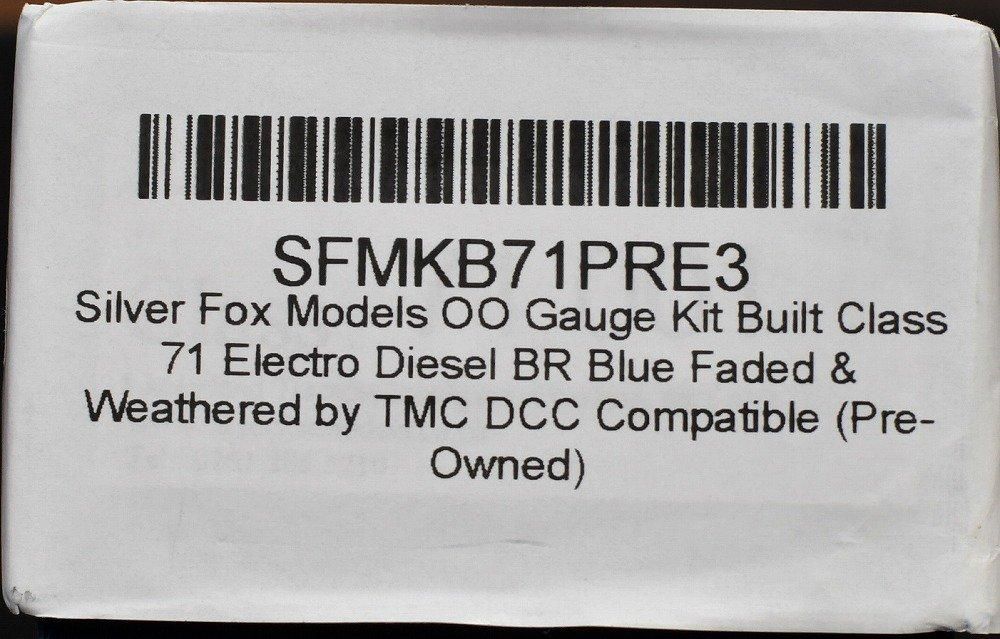 SFMKB71PRE3
Silver Fox Models OO Gauge Kit Built Class
71 Electro Diesel BR Blue Faded &
Weathered by TMC DCC Compatible (Pre-
Owned)